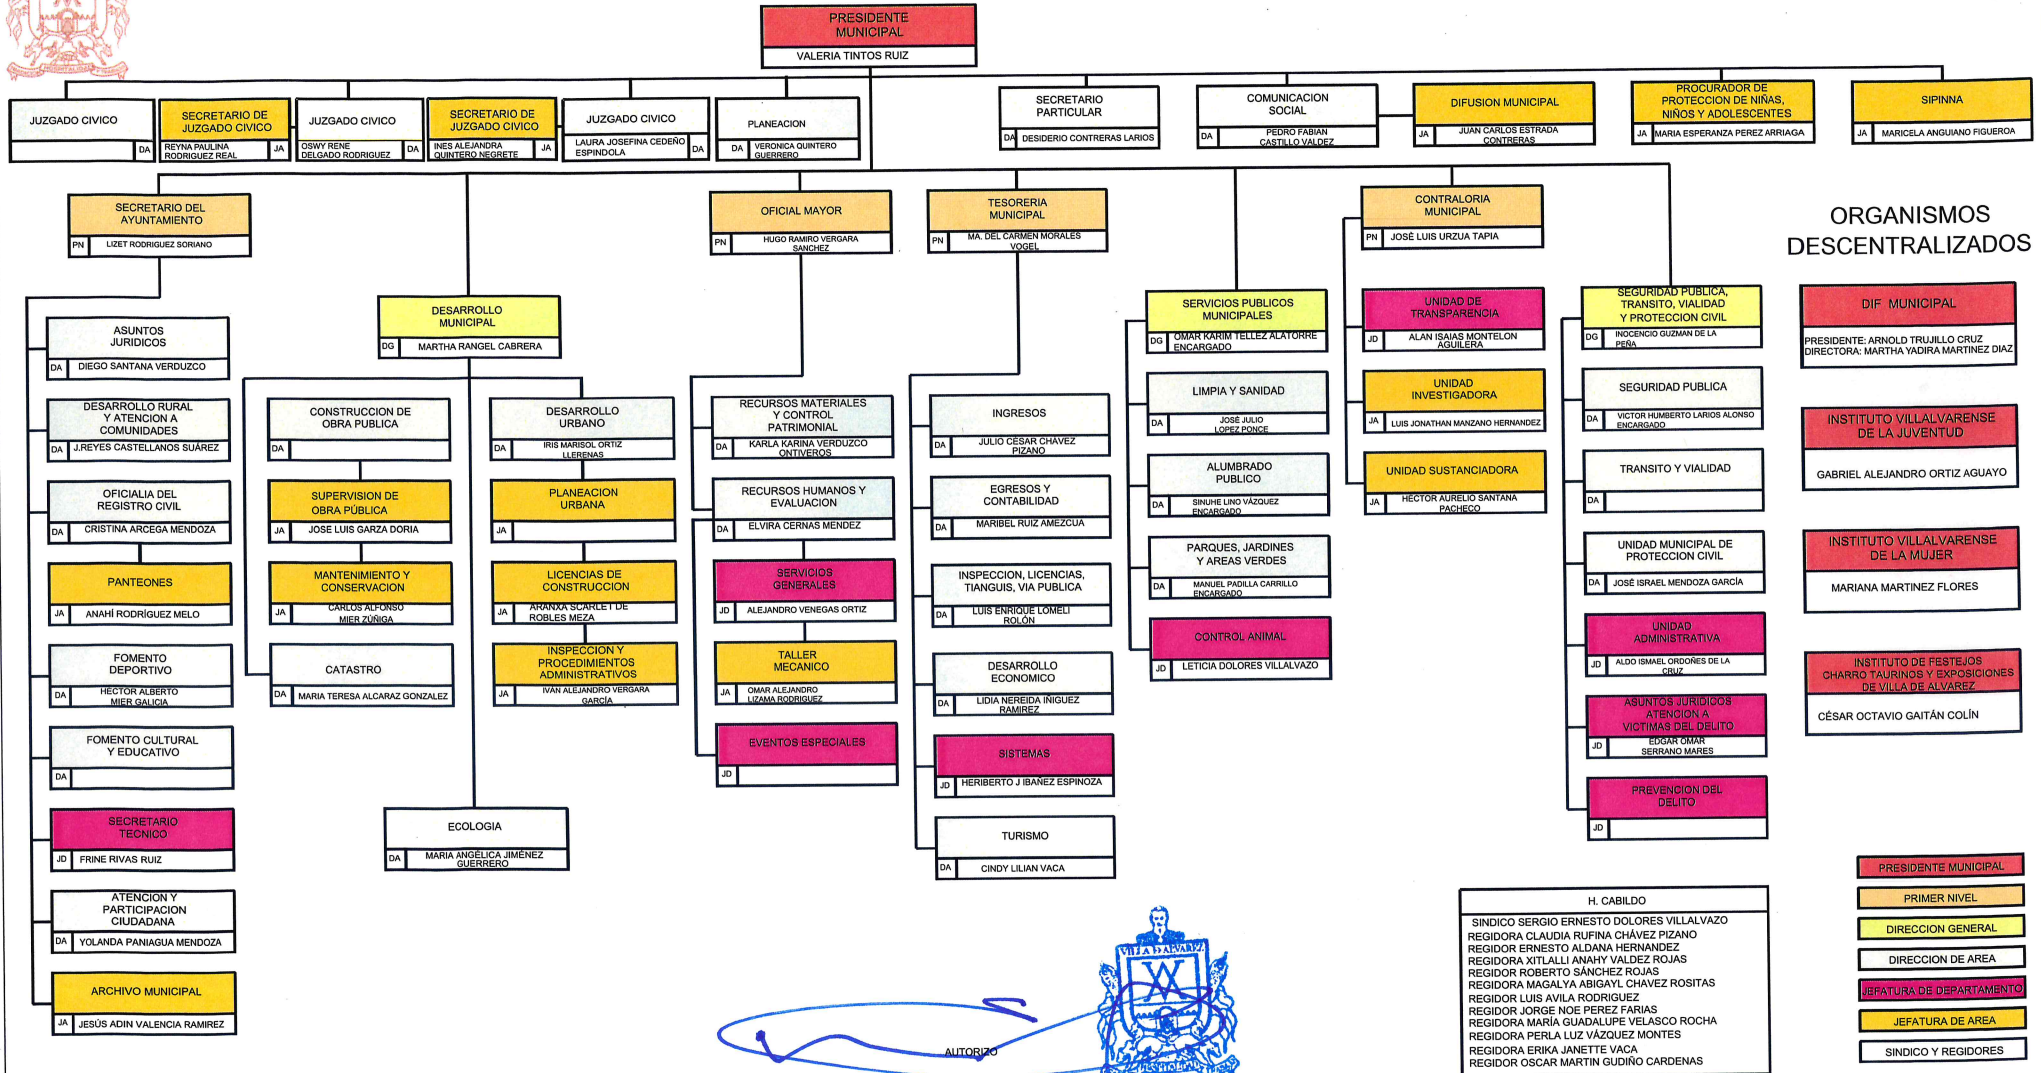 PRESIDENTE
MUNICIPAL
VALERIA TINTOS RUIZ
JUZGADO CIVICO
DA
SECRETARIO DE
JUZGADO CIVICO
REYNA PAULINA
RODRIGUEZ REAL
JA
JUZGADO CIVICO
OSWY RENE
DELGADO RODRIGUEZ
DA
SECRETARIO DE
JUZGADO CIVICO
INES ALEJANDRA
QUINTERO NEGRETE
JA
JUZGADO CIVICO
LAURA JOSEFINA CEDEÑO
ESPINDOLA
DA
PLANEACION
DA
VERONICA QUINTERO
GUERRERO
SECRETARIO
PARTICULAR
DA
DESIDERIO CONTRERAS LARIOS
COMUNICACION
SOCIAL
DA
PEDRO FABIAN
CASTILLO VALDEZ
DIFUSION MUNICIPAL
JA
JUAN CARLOS ESTRADA
CONTRERAS
PROCURADOR DE
PROTECCION DE NIÑAS,
NIÑOS Y ADOLESCENTES
JA
MARIA ESPERANZA PEREZ ARRIAGA
SIPINNA
JA
MARICELA ANGUIANO FIGUEROA
SECRETARIO DEL
AYUNTAMIENTO
PN
LIZET RODRIGUEZ SORIANO
OFICIAL MAYOR
PN
HUGO RAMIRO VERGARA
SANCHEZ
TESORERIA
MUNICIPAL
PN
MA. DEL CARMEN MORALES
VOGEL
CONTRALORIA
MUNICIPAL
PN
JOSÉ LUIS URZUA TAPIA
ORGANISMOS
DESCENTRALIZADOS
ASUNTOS
JURIDICOS
DA
DIEGO SANTANA VERDUZCO
DESARROLLO RURAL
Y ATENCION A
COMUNIDADES
DA
J.REYES CASTELLANOS SUÁREZ
OFICIALIA DEL
REGISTRO CIVIL
DA
CRISTINA ARCEGA MENDOZA
PANTEONES
JA
ANAHÍ RODRÍGUEZ MELO
FOMENTO
DEPORTIVO
DA
HÉCTOR ALBERTO
MIER GALICIA
FOMENTO CULTURAL
Y EDUCATIVO
DA
SECRETARIO
TECNICO
JD
FRINE RIVAS RUIZ
ATENCION Y
PARTICIPACION
CIUDADANA
DA
YOLANDA PANIAGUA MENDOZA
ARCHIVO MUNICIPAL
JA
JESÚS ADIN VALENCIA RAMIREZ
DESARROLLO
MUNICIPAL
DG
MARTHA RANGEL CABRERA
CONSTRUCCION DE
OBRA PUBLICA
DA
SUPERVISION DE
OBRA PÚBLICA
JA
JOSE LUIS GARZA DORIA
MANTENIMIENTO Y
CONSERVACION
JA
CARLOS ALFONSO
MIER ZÚÑIGA
CATASTRO
DA
MARIA TERESA ALCARAZ GONZALEZ
DESARROLLO
URBANO
DA
IRIS MARISOL ORTIZ
LLERENAS
PLANEACION
URBANA
JA
LICENCIAS DE
CONSTRUCCION
JA
ARANXA SCARLET DE
ROBLES MEZA
INSPECCION Y
PROCEDIMIENTOS
ADMINISTRATIVOS
JA
IVÁN ALEJANDRO VERGARA
GARCÍA
ECOLOGIA
DA
MARIA ANGÉLICA JIMÉNEZ
GUERRERO
RECURSOS MATERIALES
Y CONTROL
PATRIMONIAL
DA
KARLA KARINA VERDUZCO
ONTIVEROS
RECURSOS HUMANOS Y
EVALUACION
DA
ELVIRA CERNAS MENDEZ
SERVICIOS
GENERALES
JD
ALEJANDRO VENEGAS ORTIZ
TALLER
MECANICO
JA
OMAR ALEJANDRO
LIZAMA RODRIGUEZ
EVENTOS ESPECIALES
JD
INGRESOS
DA
JULIO CÉSAR CHAVEZ
PIZANO
EGRESOS Y
CONTABILIDAD
DA
MARIBEL RUIZ AMEZCUA
INSPECCION, LICENCIAS,
TIANGUIS, VIA PUBLICA
DA
LUIS ENRIQUE LOMELI
ROLÓN
DESARROLLO
ECONOMICO
DA
LIDIA NEREIDA IÑIGUEZ
RAMIREZ
SISTEMAS
JD
HERIBERTO J IBAÑEZ ESPINOZA
TURISMO
DA
CINDY LILIAN VACA
SERVICIOS PUBLICOS
MUNICIPALES
DG
OMAR KARIM TELLEZ ALATORRE
ENCARGADO
LIMPIA Y SANIDAD
DA
JOSÉ JULIO
LOPEZ PONCE
ALUMBRADO
PUBLICO
DA
SINUHE LINO VÁZQUEZ
ENCARGADO
PARQUES, JARDINES
Y AREAS VERDES
DA
MANUEL PADILLA CARRILLO
ENCARGADO
CONTROL ANIMAL
JD
LETICIA DOLORES VILLALVAZO
UNIDAD DE
TRANSPARENCIA
JD
ALAN ISAIAS MONTELON
AGUILERA
UNIDAD
INVESTIGADORA
JA
LUIS JONATHAN MANZANO HERNANDEZ
UNIDAD SUSTANCIADORA
JA
HÉCTOR AURELIO SANTANA
PACHECO
SEGURIDAD PUBLICA,
TRANSITO, VIALIDAD
Y PROTECCION CIVIL
DG
INOCENCIO GUZMAN DE LA
PEÑA
SEGURIDAD PUBLICA
DA
VICTOR HUMBERTO LARIOS ALONSO
ENCARGADO
TRANSITO Y VIALIDAD
DA
UNIDAD MUNICIPAL DE
PROTECCION CIVIL
DA
JOSÉ ISRAEL MENDOZA GARCÍA
UNIDAD
ADMINISTRATIVA
JD
ALDO ISMAEL ORDOÑES DE LA
CRUZ
ASUNTOS JURIDICOS
ATENCION A
VICTIMAS DEL DELITO
JD
EDGAR OMAR
SERRANO MARES
PREVENCION DEL
DELITO
JD
DIF MUNICIPAL
PRESIDENTE: ARNOLD TRUJILLO CRUZ
DIRECTORA: MARTHA YADIRA MARTINEZ DIAZ
INSTITUTO VILLALVARENSE
DE LA JUVENTUD
GABRIEL ALEJANDRO ORTIZ AGUAYO
INSTITUTO VILLALVARENSE
DE LA MUJER
MARIANA MARTINEZ FLORES
INSTITUTO DE FESTEJOS
CHARRO TAURINOS Y EXPOSICIONES
DE VILLA DE ALVAREZ
CÉSAR OCTAVIO GAITÁN COLÍN
H. CABILDO
SINDICO SERGIO ERNESTO DOLORES VILLALVAZO
REGIDORA CLAUDIA RUFINA CHÁVEZ PIZANO
REGIDOR ERNESTO ALDANA HERNANDEZ
REGIDORA XITLALLI ANAHY VALDEZ ROJAS
REGIDOR ROBERTO SÁNCHEZ ROJAS
REGIDORA MAGALYA ABIGAYL CHAVEZ ROSITAS
REGIDOR LUIS AVILA RODRIGUEZ
REGIDOR JORGE NOE PEREZ FARIAS
REGIDORA MARÍA GUADALUPE VELASCO ROCHA
REGIDORA PERLA LUZ VÁZQUEZ MONTES
REGIDORA ERIKA JANETTE VACA
REGIDOR OSCAR MARTIN GUDIÑO CARDENAS
PRESIDENTE MUNICIPAL
PRIMER NIVEL
DIRECCION GENERAL
DIRECCION DE AREA
JEFATURA DE DEPARTAMENTO
JEFATURA DE AREA
SINDICO Y REGIDORES
AUTORIZO
VILLA D ALVAREZ
HOSPITALIDAD